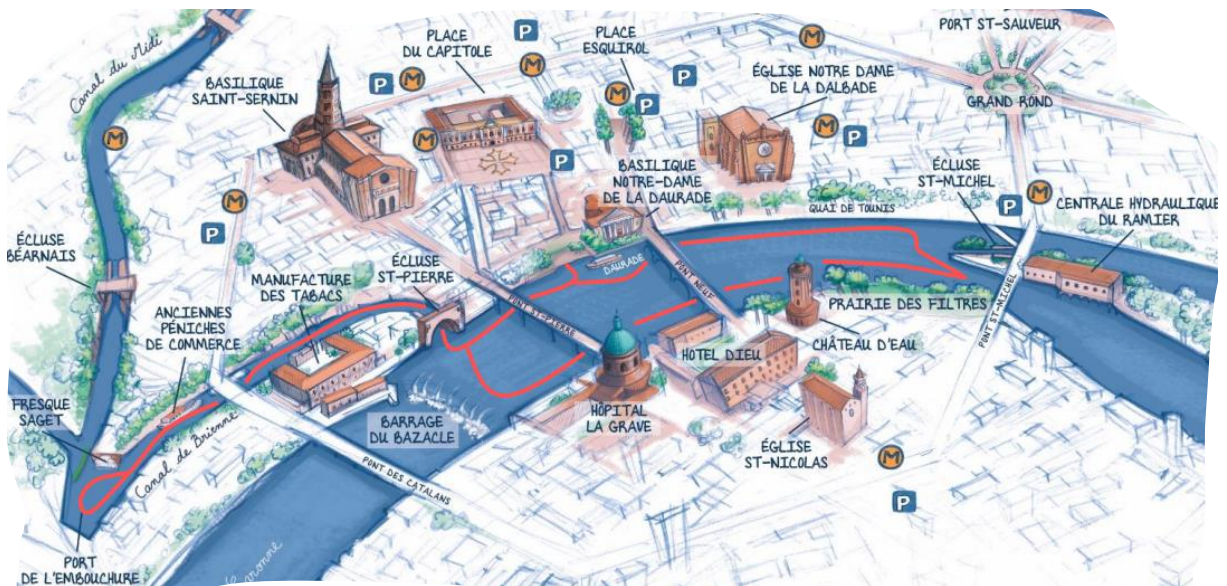 Canal du Midi
BASILIQUE
SAINT-SERNIN
PLACE
DU CAPITOLE
P
PLACE
ESQUIROL
M
ÉGLISE NOTRE DAME
DE LA DALBADE
PORT ST-SAUVEUR
GRAND ROND
P
M
M
M
P
P
M
M
M
P
P
BASILIQUE
NOTRE-DAME
DE LA DAURADE
ÉCLUSE
ST-MICHEL
M
P
M
P
QUAI DE TOUNIS
CENTRALE HYDRAULIQUE
DU RAMIER
ÉCLUSE
BÉARNAIS
MANUFACTURE
DES TABACS
ÉCLUSE
ST-PIERRE
DAURADE
PONT NEUF
PONT ST-PIERRE
PONT ST-MICHEL
ANCIENNES
PÉNICHES
DE COMMERCE
PRAIRIE DES FILTRES
CHÂTEAU D'EAU
HÔTEL DIEU
FRESQUE
SAGET
Canal de Brienne
BARRAGE
DU BAZACLE
HÔPITAL
LA GRAVE
ÉGLISE
ST-NICOLAS
M
P
PONT DES CATALANS
PORT
DE L'EMBOUCHURE